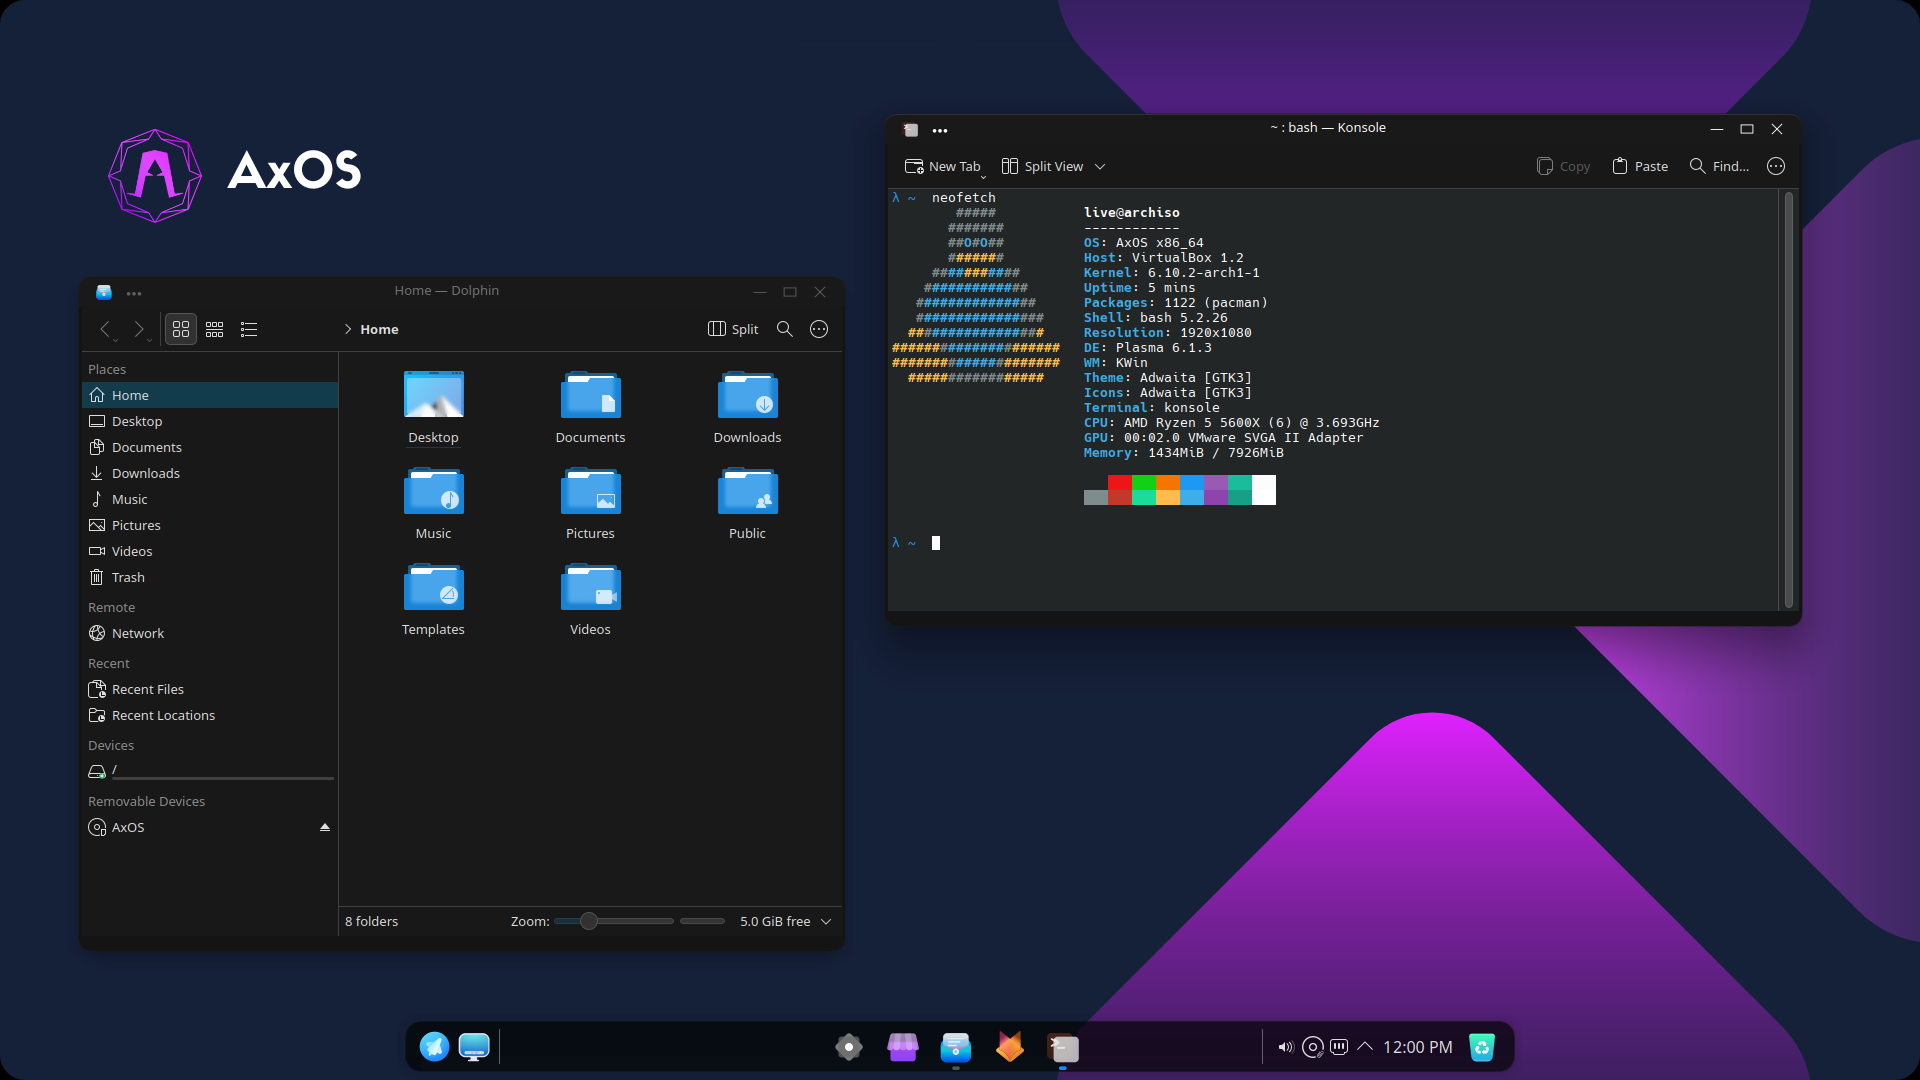 AxOS
Home — Dolphin
Home
Split
Places
Home
Desktop
Documents
Downloads
Music
Pictures
Videos
Trash
Remote
Network
Recent
Recent Files
Recent Locations
Devices
/
Removable Devices
AxOS
Desktop
Documents
Downloads
Music
Pictures
Public
Templates
Videos
8 folders
Zoom:
5.0 GiB free
~ : bash — Konsole
New Tab
Split View
Copy
Paste
Find...
λ ~  neofetch
        #####
       #######
       ##O#O##
       #######
     ###########
    #############
   ###############
   ################
  #################
#####################
#####################
  #################
live@archiso
------------
OS: AxOS x86_64
Host: VirtualBox 1.2
Kernel: 6.10.2-arch1-1
Uptime: 5 mins
Packages: 1122 (pacman)
Shell: bash 5.2.26
Resolution: 1920x1080
DE: Plasma 6.1.3
WM: KWin
Theme: Adwaita [GTK3]
Icons: Adwaita [GTK3]
Terminal: konsole
CPU: AMD Ryzen 5 5600X (6) @ 3.693GHz
GPU: 00:02.0 VMware SVGA II Adapter
Memory: 1434MiB / 7926MiB
λ ~
12:00 PM